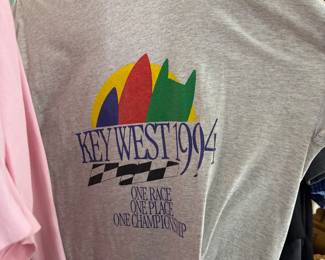 KEY WEST 1994
ONE RACE
ONE PLACE
ONE CHAMPIONSHIP